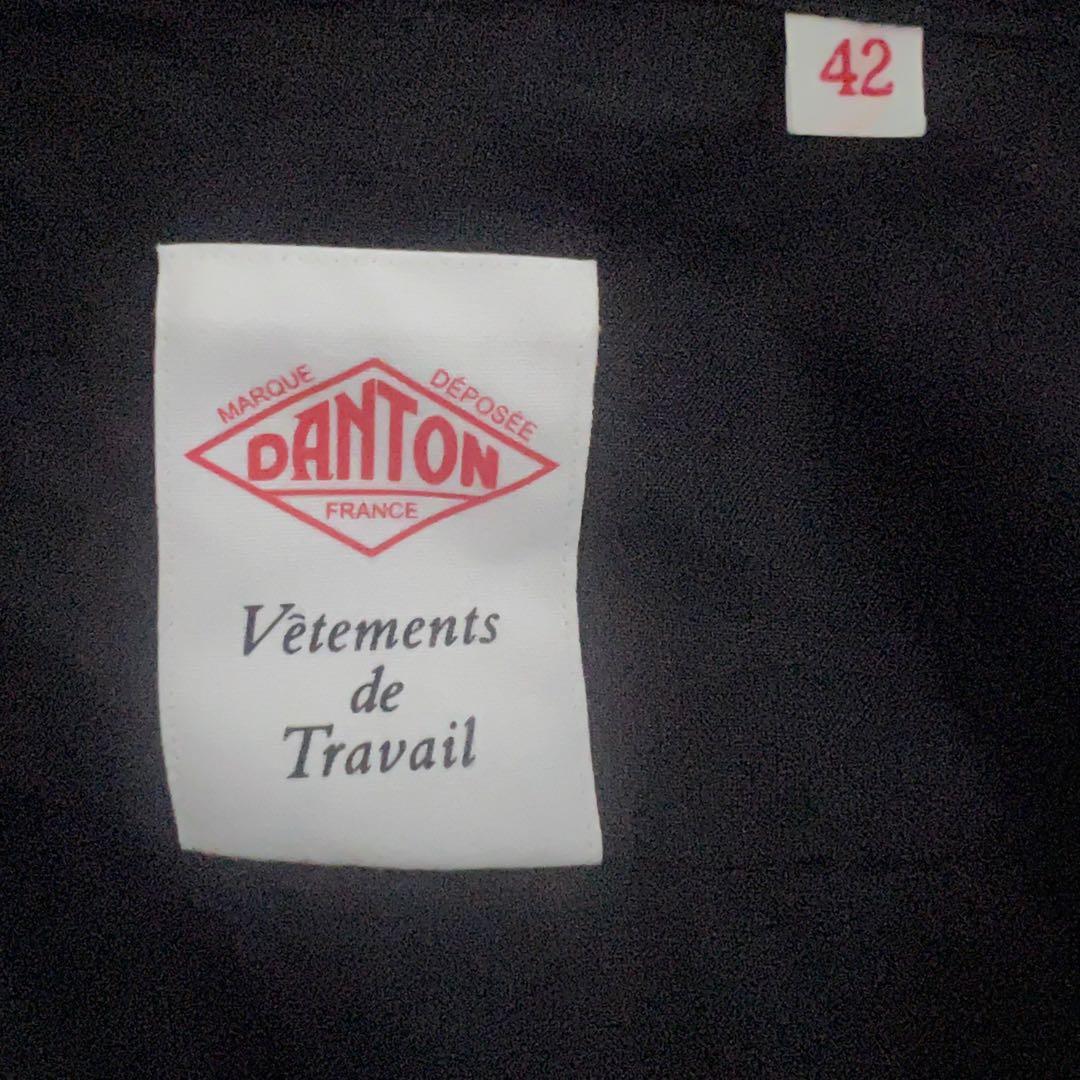 42
MARQUE DÉPOSÉE
DANTON
FRANCE
Vêtements
de
Travail